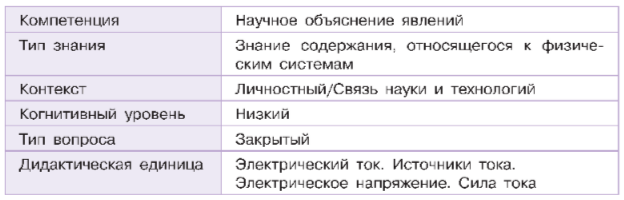 Компетенция Научное объяснение явлений
Тип знания Знание содержания, относящегося к физиче-
ским системам
Контекст Личностный/Связь науки и технологий
Когнитивный уровень Низкий
Тип вопроса Закрытый
Дидактическая единица Электрический ток. Источники тока.
Электрическое напряжение. Сила тока